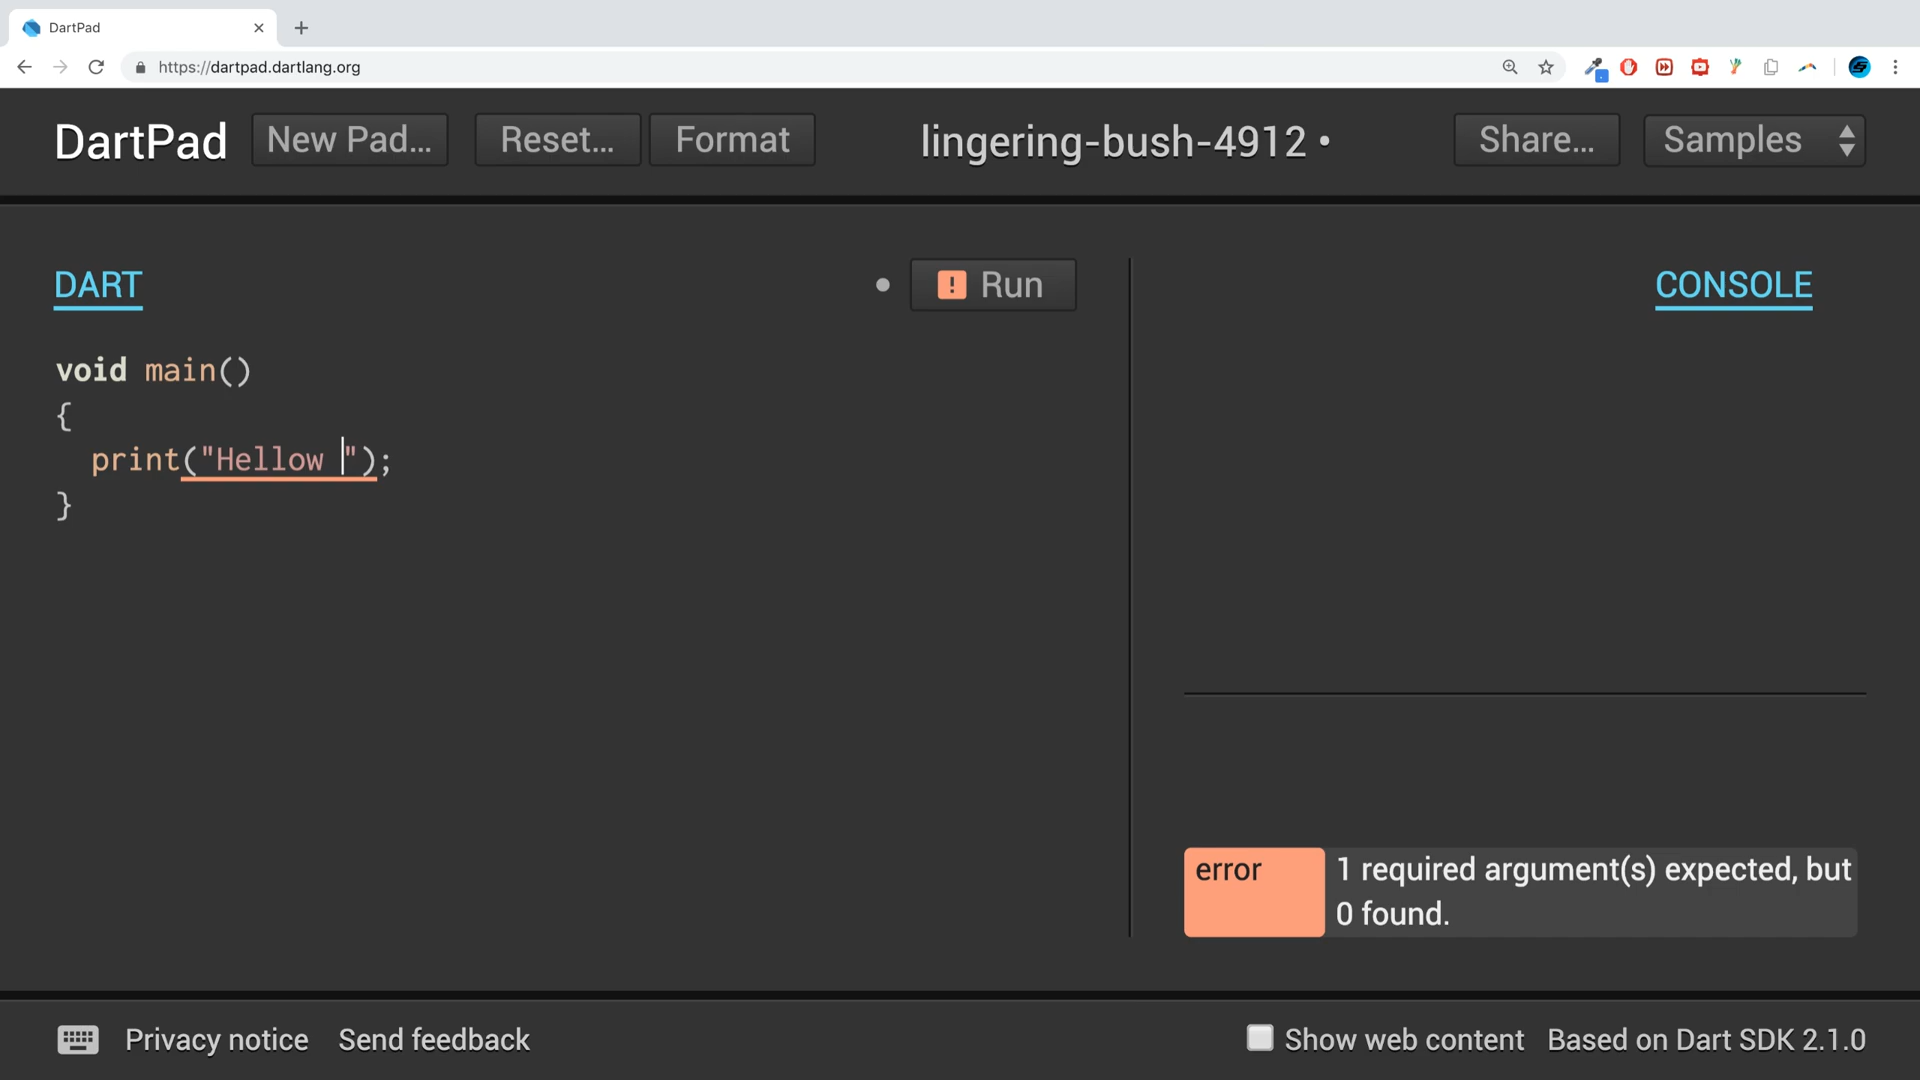 DartPad
https://dartpad.dartlang.org
DartPad New Pad... Reset... Format lingering-bush-4912 • Share... Samples
DART Run CONSOLE
void main()
{
print("Hellow ");
}
error 1 required argument(s) expected, but
0 found.
Privacy notice Send feedback Show web content Based on Dart SDK 2.1.0